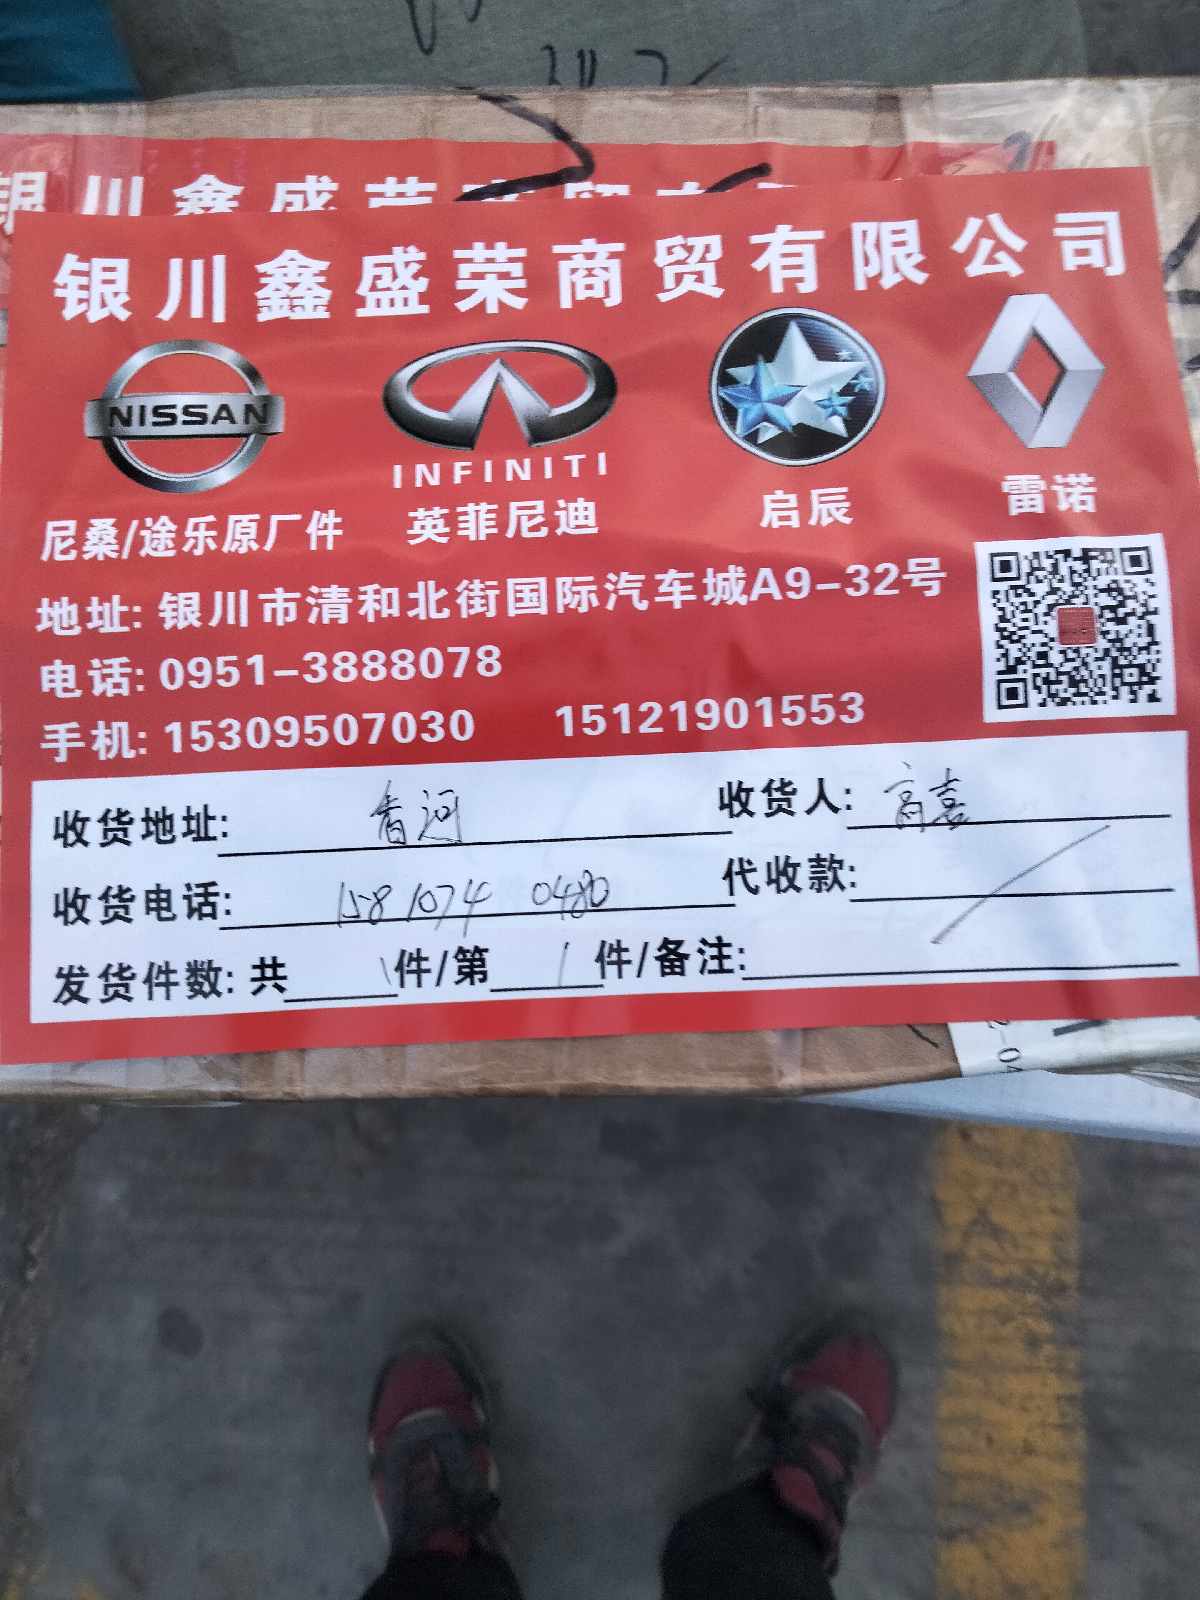 银川鑫盛荣商贸有限公司
NISSAN
INFINITI
尼桑/途乐原厂件 英菲尼迪 启辰 雷诺
地址: 银川市清和北街国际汽车城A9-32号
电话: 0951-3888078
手机: 15309507030 15121901553
收货地址: 香河 收货人: 高嘉
收货电话: 158 1074 0480 代收款: /
发货件数: 共 1 件/第 1 件/备注: